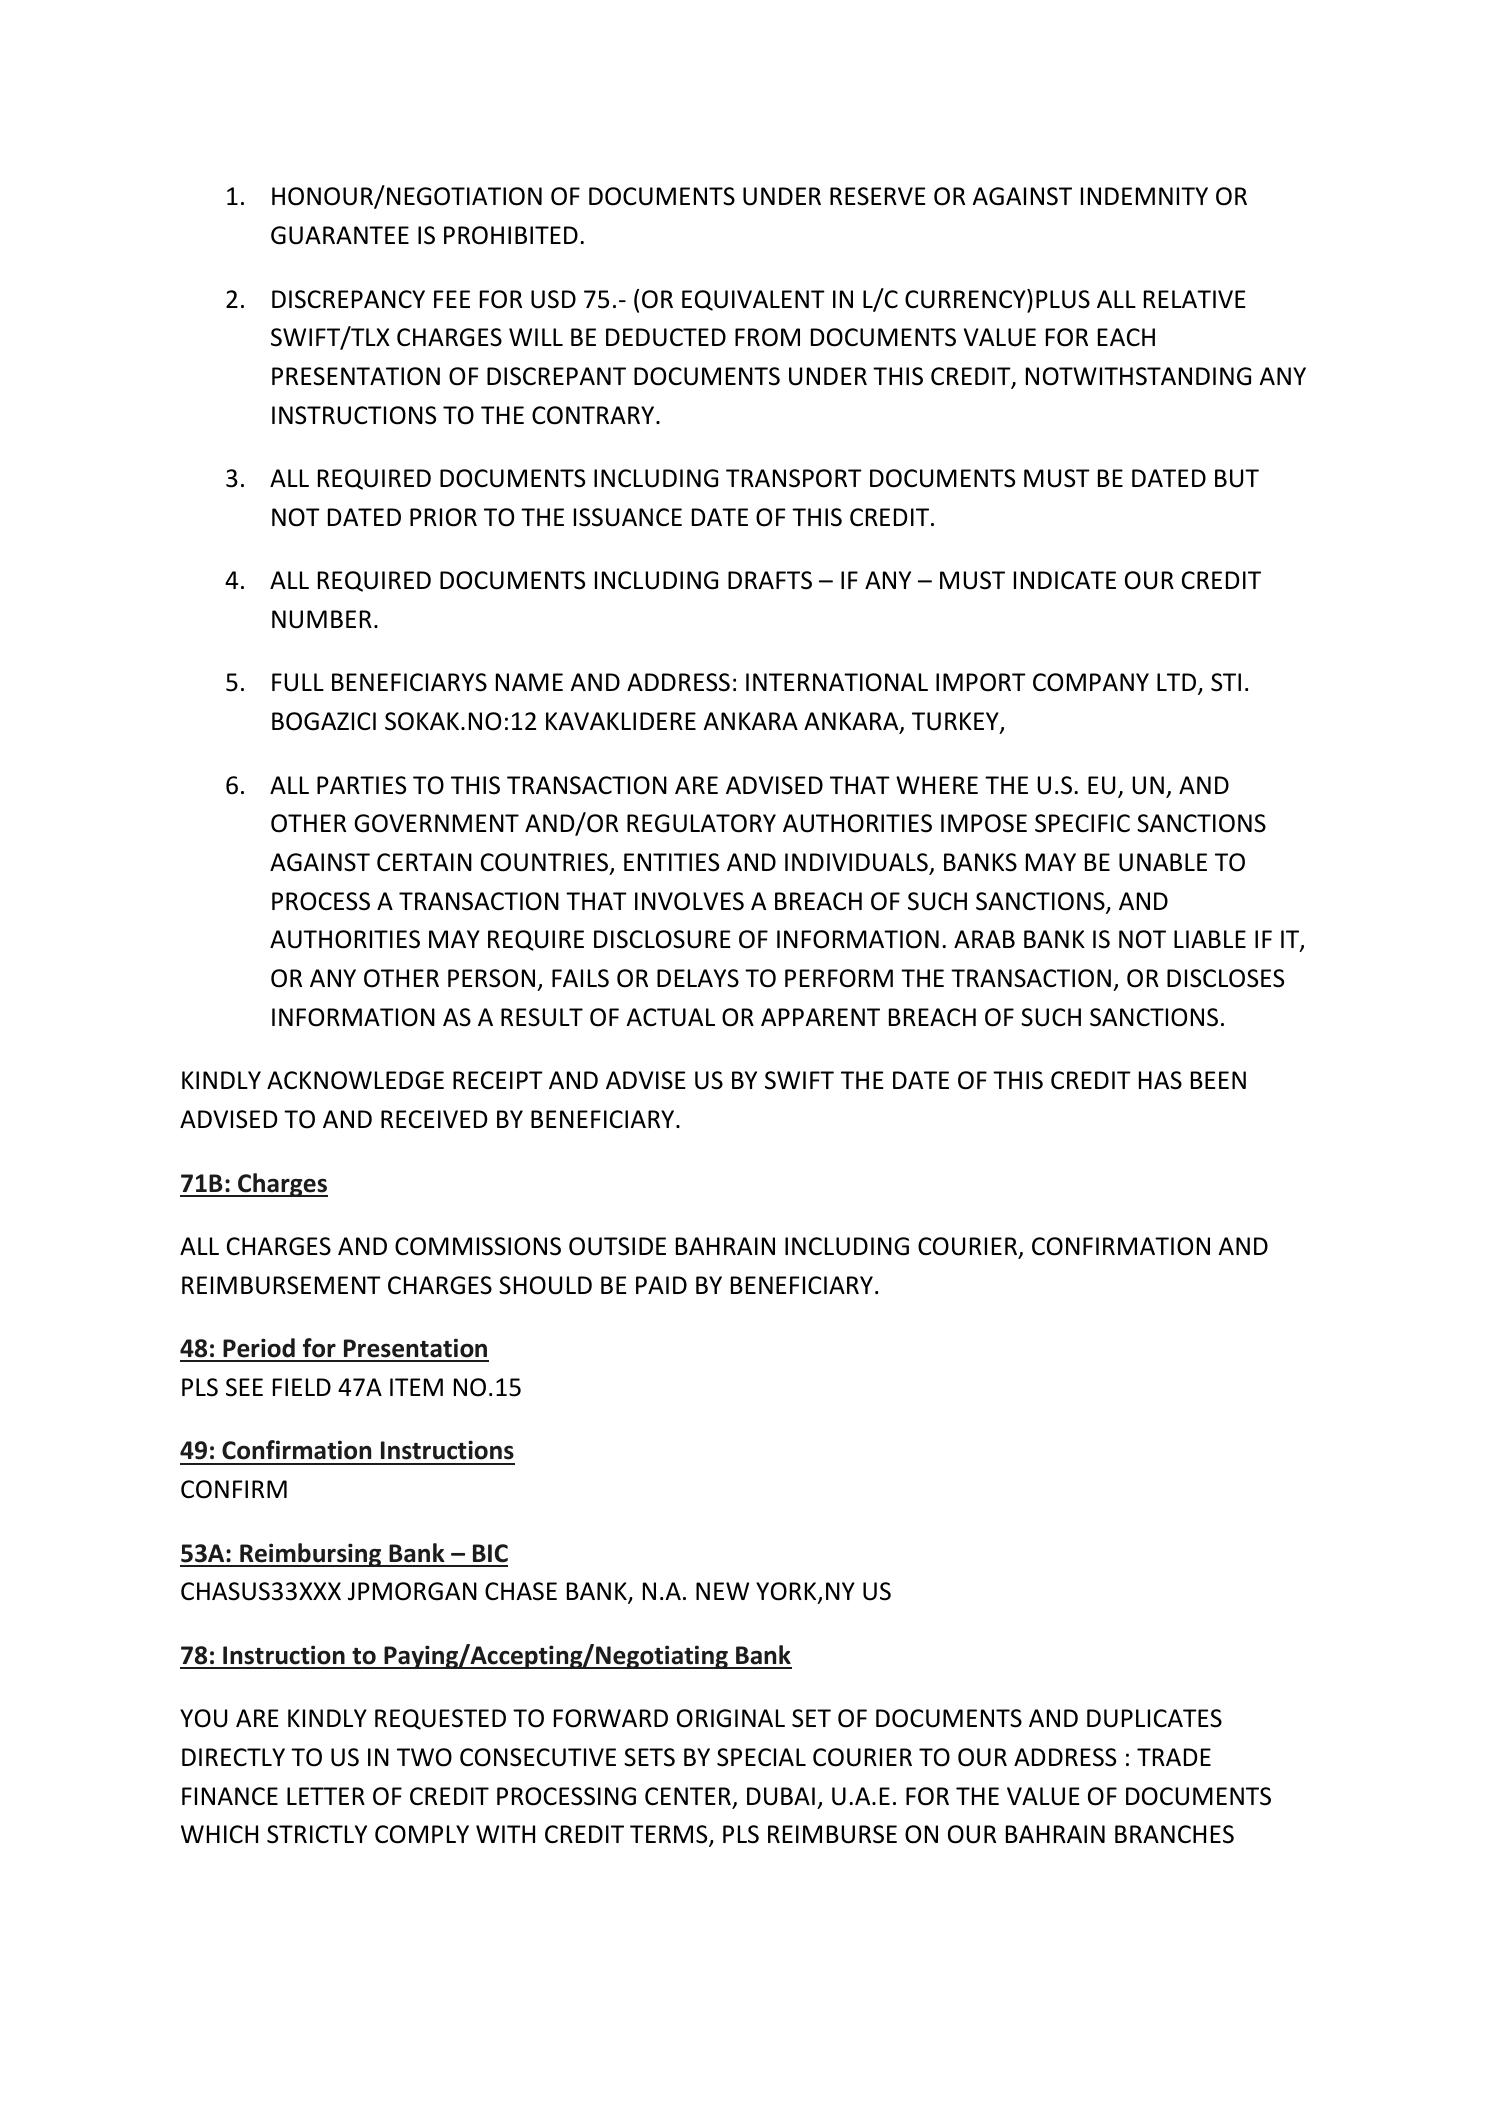 1. HONOUR/NEGOTIATION OF DOCUMENTS UNDER RESERVE OR AGAINST INDEMNITY OR
GUARANTEE IS PROHIBITED.
2. DISCREPANCY FEE FOR USD 75.- (OR EQUIVALENT IN L/C CURRENCY)PLUS ALL RELATIVE
SWIFT/TLX CHARGES WILL BE DEDUCTED FROM DOCUMENTS VALUE FOR EACH
PRESENTATION OF DISCREPANT DOCUMENTS UNDER THIS CREDIT, NOTWITHSTANDING ANY
INSTRUCTIONS TO THE CONTRARY.
3. ALL REQUIRED DOCUMENTS INCLUDING TRANSPORT DOCUMENTS MUST BE DATED BUT
NOT DATED PRIOR TO THE ISSUANCE DATE OF THIS CREDIT.
4. ALL REQUIRED DOCUMENTS INCLUDING DRAFTS – IF ANY – MUST INDICATE OUR CREDIT
NUMBER.
5. FULL BENEFICIARYS NAME AND ADDRESS: INTERNATIONAL IMPORT COMPANY LTD, STI.
BOGAZICI SOKAK.NO:12 KAVAKLIDERE ANKARA ANKARA, TURKEY,
6. ALL PARTIES TO THIS TRANSACTION ARE ADVISED THAT WHERE THE U.S. EU, UN, AND
OTHER GOVERNMENT AND/OR REGULATORY AUTHORITIES IMPOSE SPECIFIC SANCTIONS
AGAINST CERTAIN COUNTRIES, ENTITIES AND INDIVIDUALS, BANKS MAY BE UNABLE TO
PROCESS A TRANSACTION THAT INVOLVES A BREACH OF SUCH SANCTIONS, AND
AUTHORITIES MAY REQUIRE DISCLOSURE OF INFORMATION. ARAB BANK IS NOT LIABLE IF IT,
OR ANY OTHER PERSON, FAILS OR DELAYS TO PERFORM THE TRANSACTION, OR DISCLOSES
INFORMATION AS A RESULT OF ACTUAL OR APPARENT BREACH OF SUCH SANCTIONS.
KINDLY ACKNOWLEDGE RECEIPT AND ADVISE US BY SWIFT THE DATE OF THIS CREDIT HAS BEEN
ADVISED TO AND RECEIVED BY BENEFICIARY.
71B: Charges
ALL CHARGES AND COMMISSIONS OUTSIDE BAHRAIN INCLUDING COURIER, CONFIRMATION AND
REIMBURSEMENT CHARGES SHOULD BE PAID BY BENEFICIARY.
48: Period for Presentation
PLS SEE FIELD 47A ITEM NO.15
49: Confirmation Instructions
CONFIRM
53A: Reimbursing Bank – BIC
CHASUS33XXX JPMORGAN CHASE BANK, N.A. NEW YORK,NY US
78: Instruction to Paying/Accepting/Negotiating Bank
YOU ARE KINDLY REQUESTED TO FORWARD ORIGINAL SET OF DOCUMENTS AND DUPLICATES
DIRECTLY TO US IN TWO CONSECUTIVE SETS BY SPECIAL COURIER TO OUR ADDRESS : TRADE
FINANCE LETTER OF CREDIT PROCESSING CENTER, DUBAI, U.A.E. FOR THE VALUE OF DOCUMENTS
WHICH STRICTLY COMPLY WITH CREDIT TERMS, PLS REIMBURSE ON OUR BAHRAIN BRANCHES